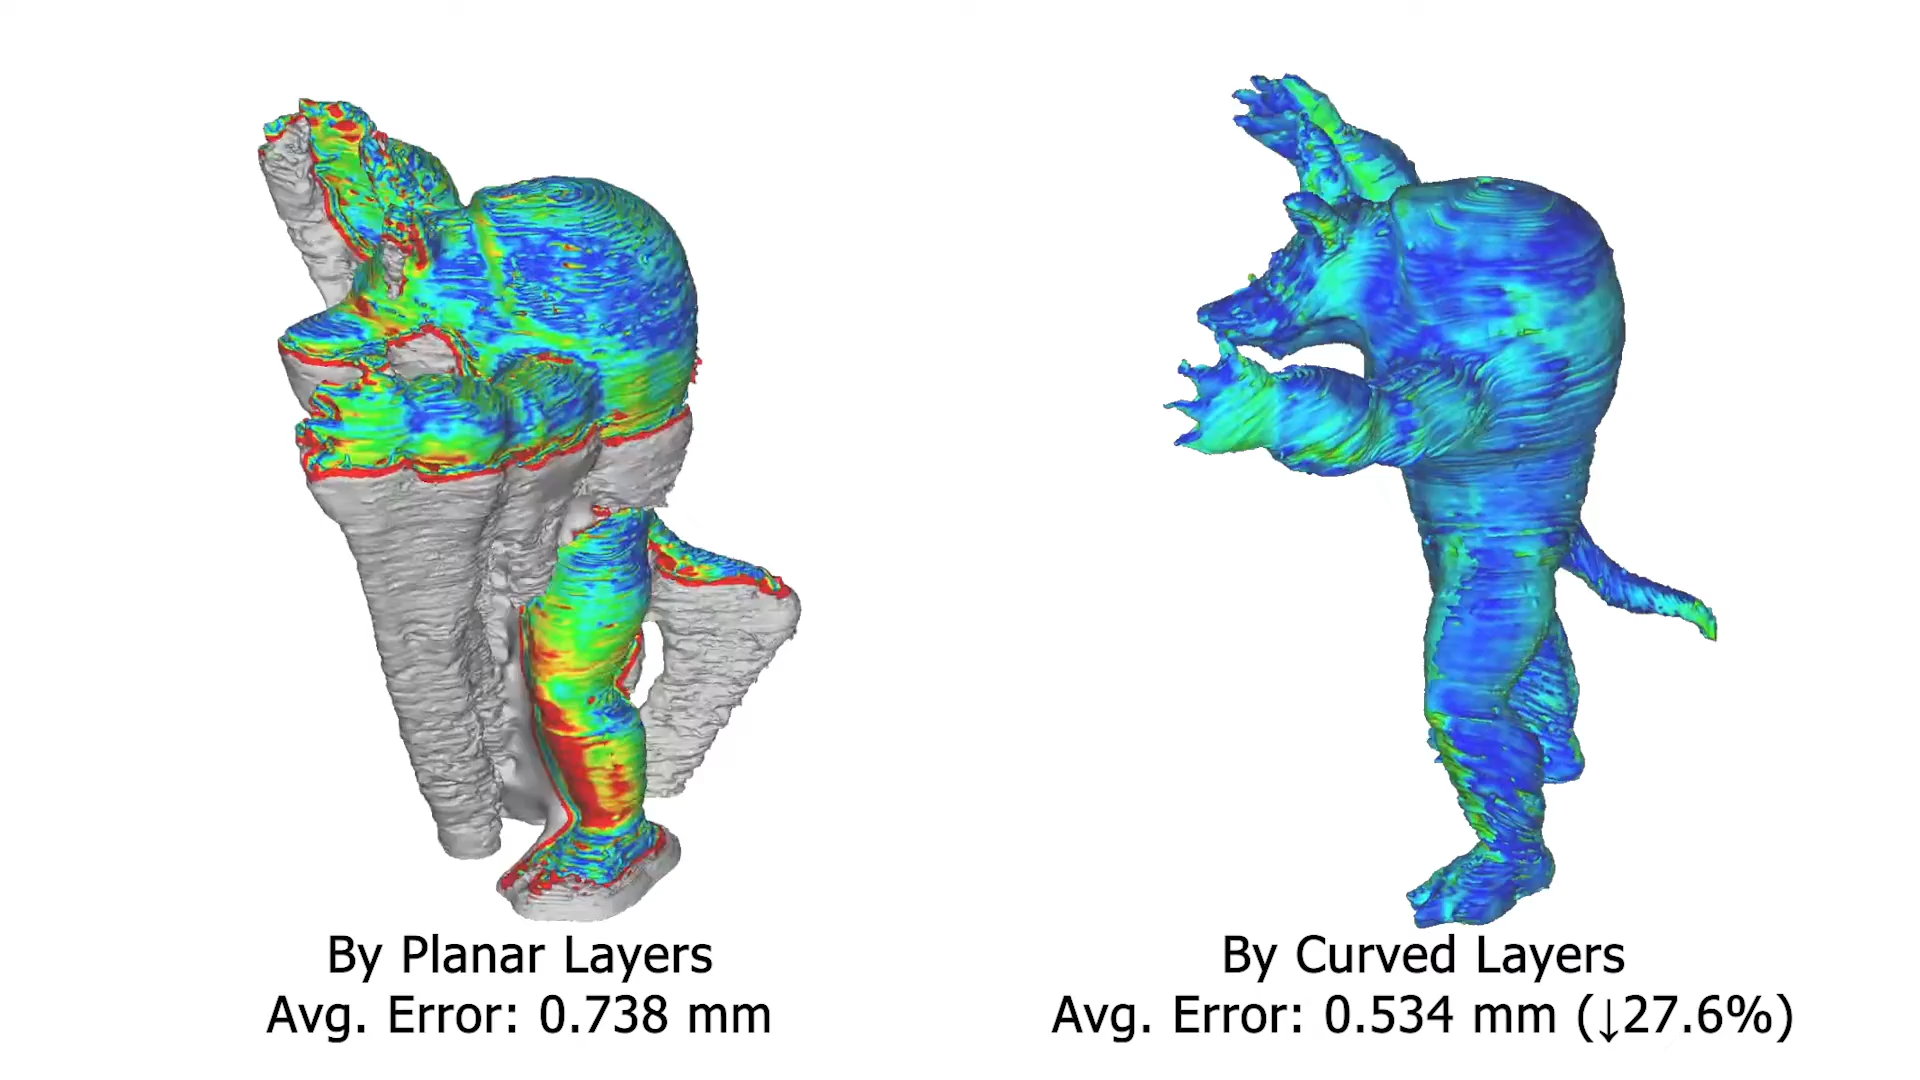 By Planar Layers
Avg. Error: 0.738 mm
By Curved Layers
Avg. Error: 0.534 mm (↓27.6%)